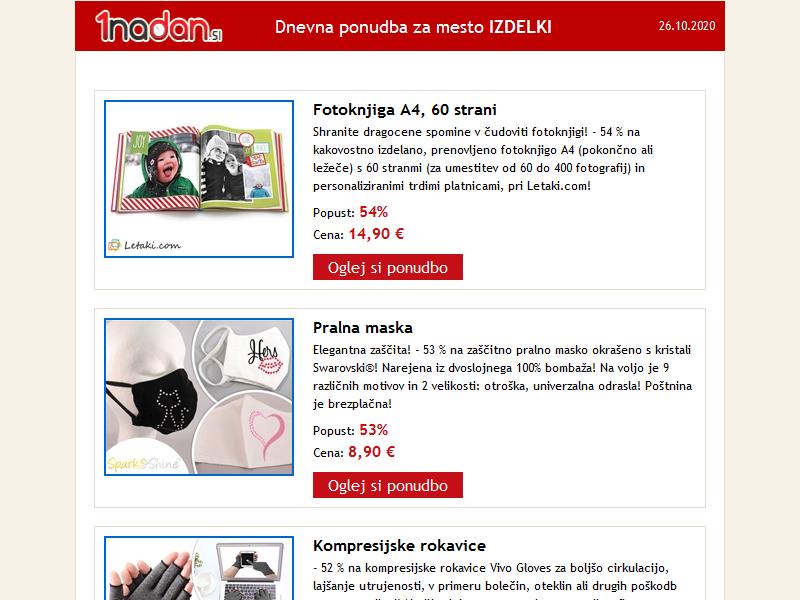 1nadan.si
Dnevna ponudba za mesto IZDELKI
26.10.2020
Fotoknjiga A4, 60 strani
Shranite dragocene spomine v čudoviti fotoknjigi! - 54 % na
kakovostno izdelano, prenovljeno fotoknjigo A4 (pokončno ali
ležeče) s 60 stranmi (za umestitev od 60 do 400 fotografij) in
personaliziranimi trdimi platnicami, pri Letaki.com!
Popust: 54%
Cena: 14,90 €
Oglej si ponudbo
JOY
Letaki.com
Pralna maska
Elegantna zaščita! - 53 % na zaščitno pralno masko okrašeno s kristali
Swarovski®! Narejena iz dvoslojnega 100% bombaža! Na voljo je 9
različnih motivov in 2 velikosti: otroška, univerzalna odrasla! Poštnina
je brezplačna!
Popust: 53%
Cena: 8,90 €
Oglej si ponudbo
Hers
Spark&Shine
Kompresijske rokavice
- 52 % na kompresijske rokavice Vivo Gloves za boljšo cirkulacijo,
lajšanje utrujenosti, v primeru bolečin, oteklin ali drugih poškodb